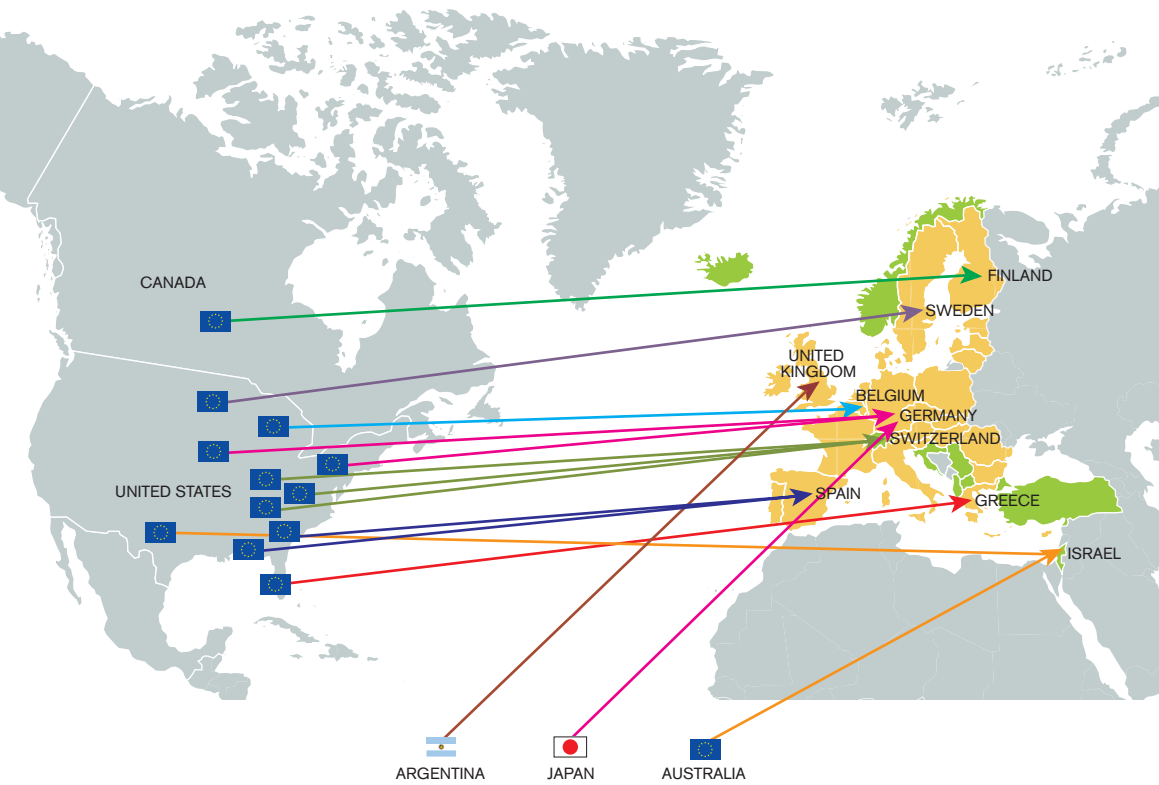 CANADA
FINLAND
SWEDEN
UNITED
KINGDOM
BELGIUM
GERMANY
SWITZERLAND
UNITED STATES
SPAIN
GREECE
ISRAEL
ARGENTINA
JAPAN
AUSTRALIA